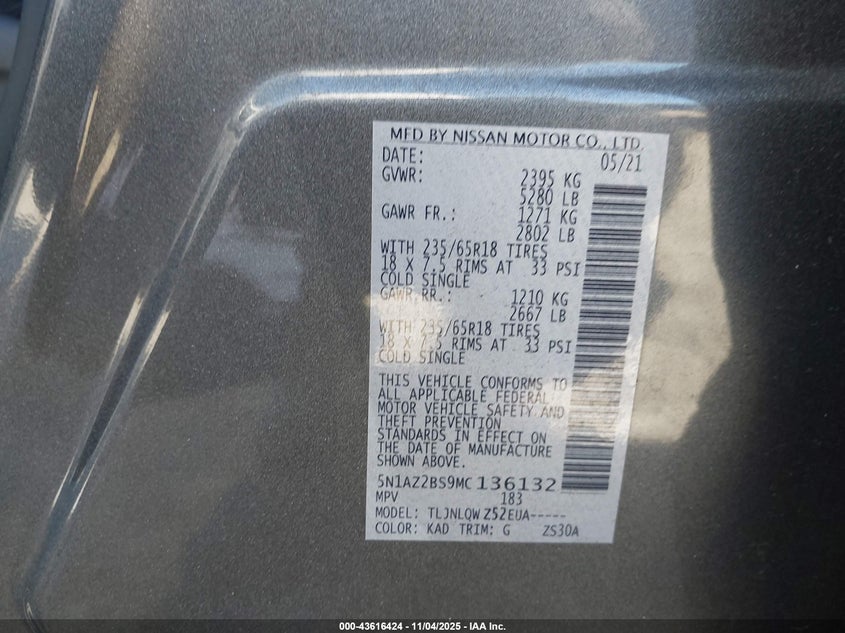 MFD BY NISSAN MOTOR CO., LTD.
DATE: 05/21
GVWR: 2395 KG
5280 LB
GAWR FR.: 1271 KG
2802 LB
WITH 235/65R18 TIRES
18 X 7.5 RIMS AT 33 PSI
COLD SINGLE
GAWR RR.: 1210 KG
2667 LB
WITH 235/65R18 TIRES
18 X 7.5 RIMS AT 33 PSI
COLD SINGLE
THIS VEHICLE CONFORMS TO
ALL APPLICABLE FEDERAL
MOTOR VEHICLE SAFETY AND
THEFT PREVENTION
STANDARDS IN EFFECT ON
THE DATE OF MANUFACTURE
SHOWN ABOVE.
5N1AZ2BS9MC136132
MPV 183
MODEL: TLJNLQWZ52EUA-----
COLOR: KAD TRIM: G ZS30A
000-43616424 - 11/04/2025 - IAA Inc.